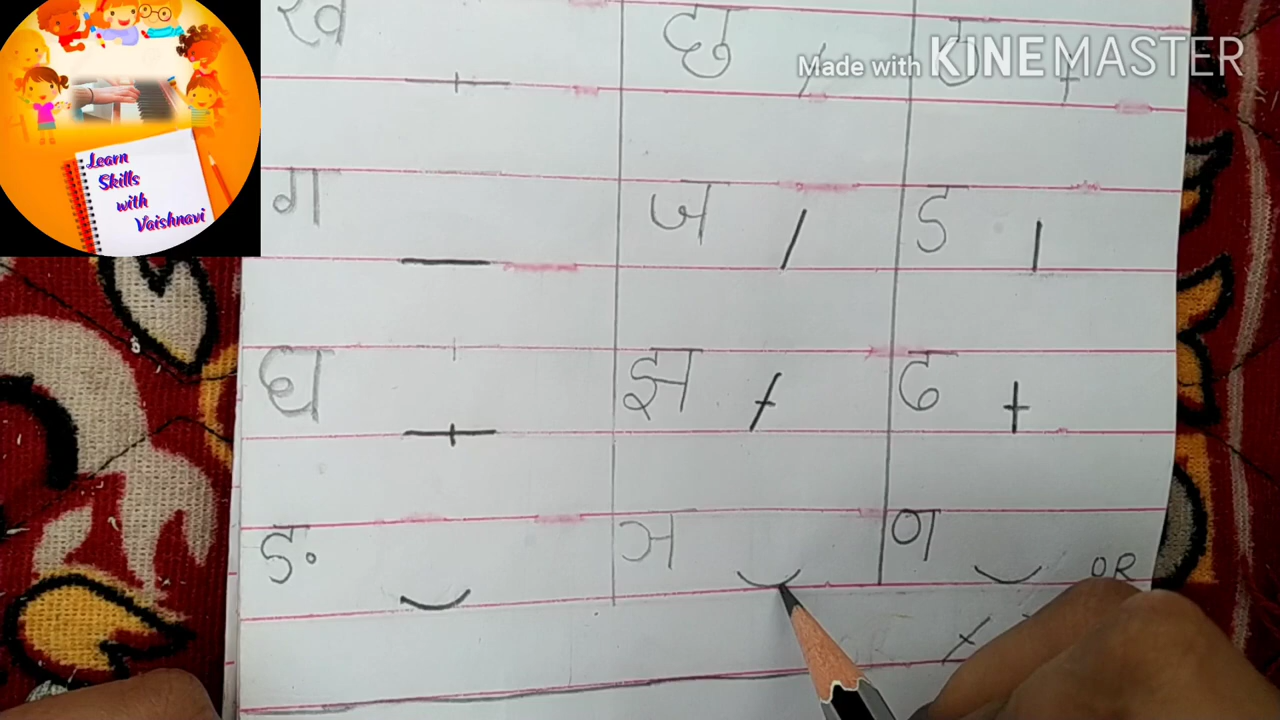 Learn
Skills
with
Vaishnavi
Made with KINEMASTER
ख छ ठ
ग ज ड
घ झ ढ
ङ ञ ण
OR